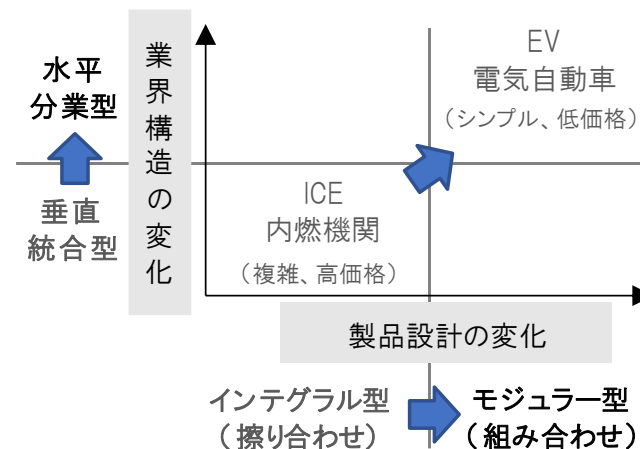 水平
分業型
垂直
統合型
業界構造の変化
EV
電気自動車
（シンプル、低価格）
ICE
内燃機関
（複雑、高価格）
製品設計の変化
インテグラル型
（擦り合わせ）
モジュラー型
（組み合わせ）